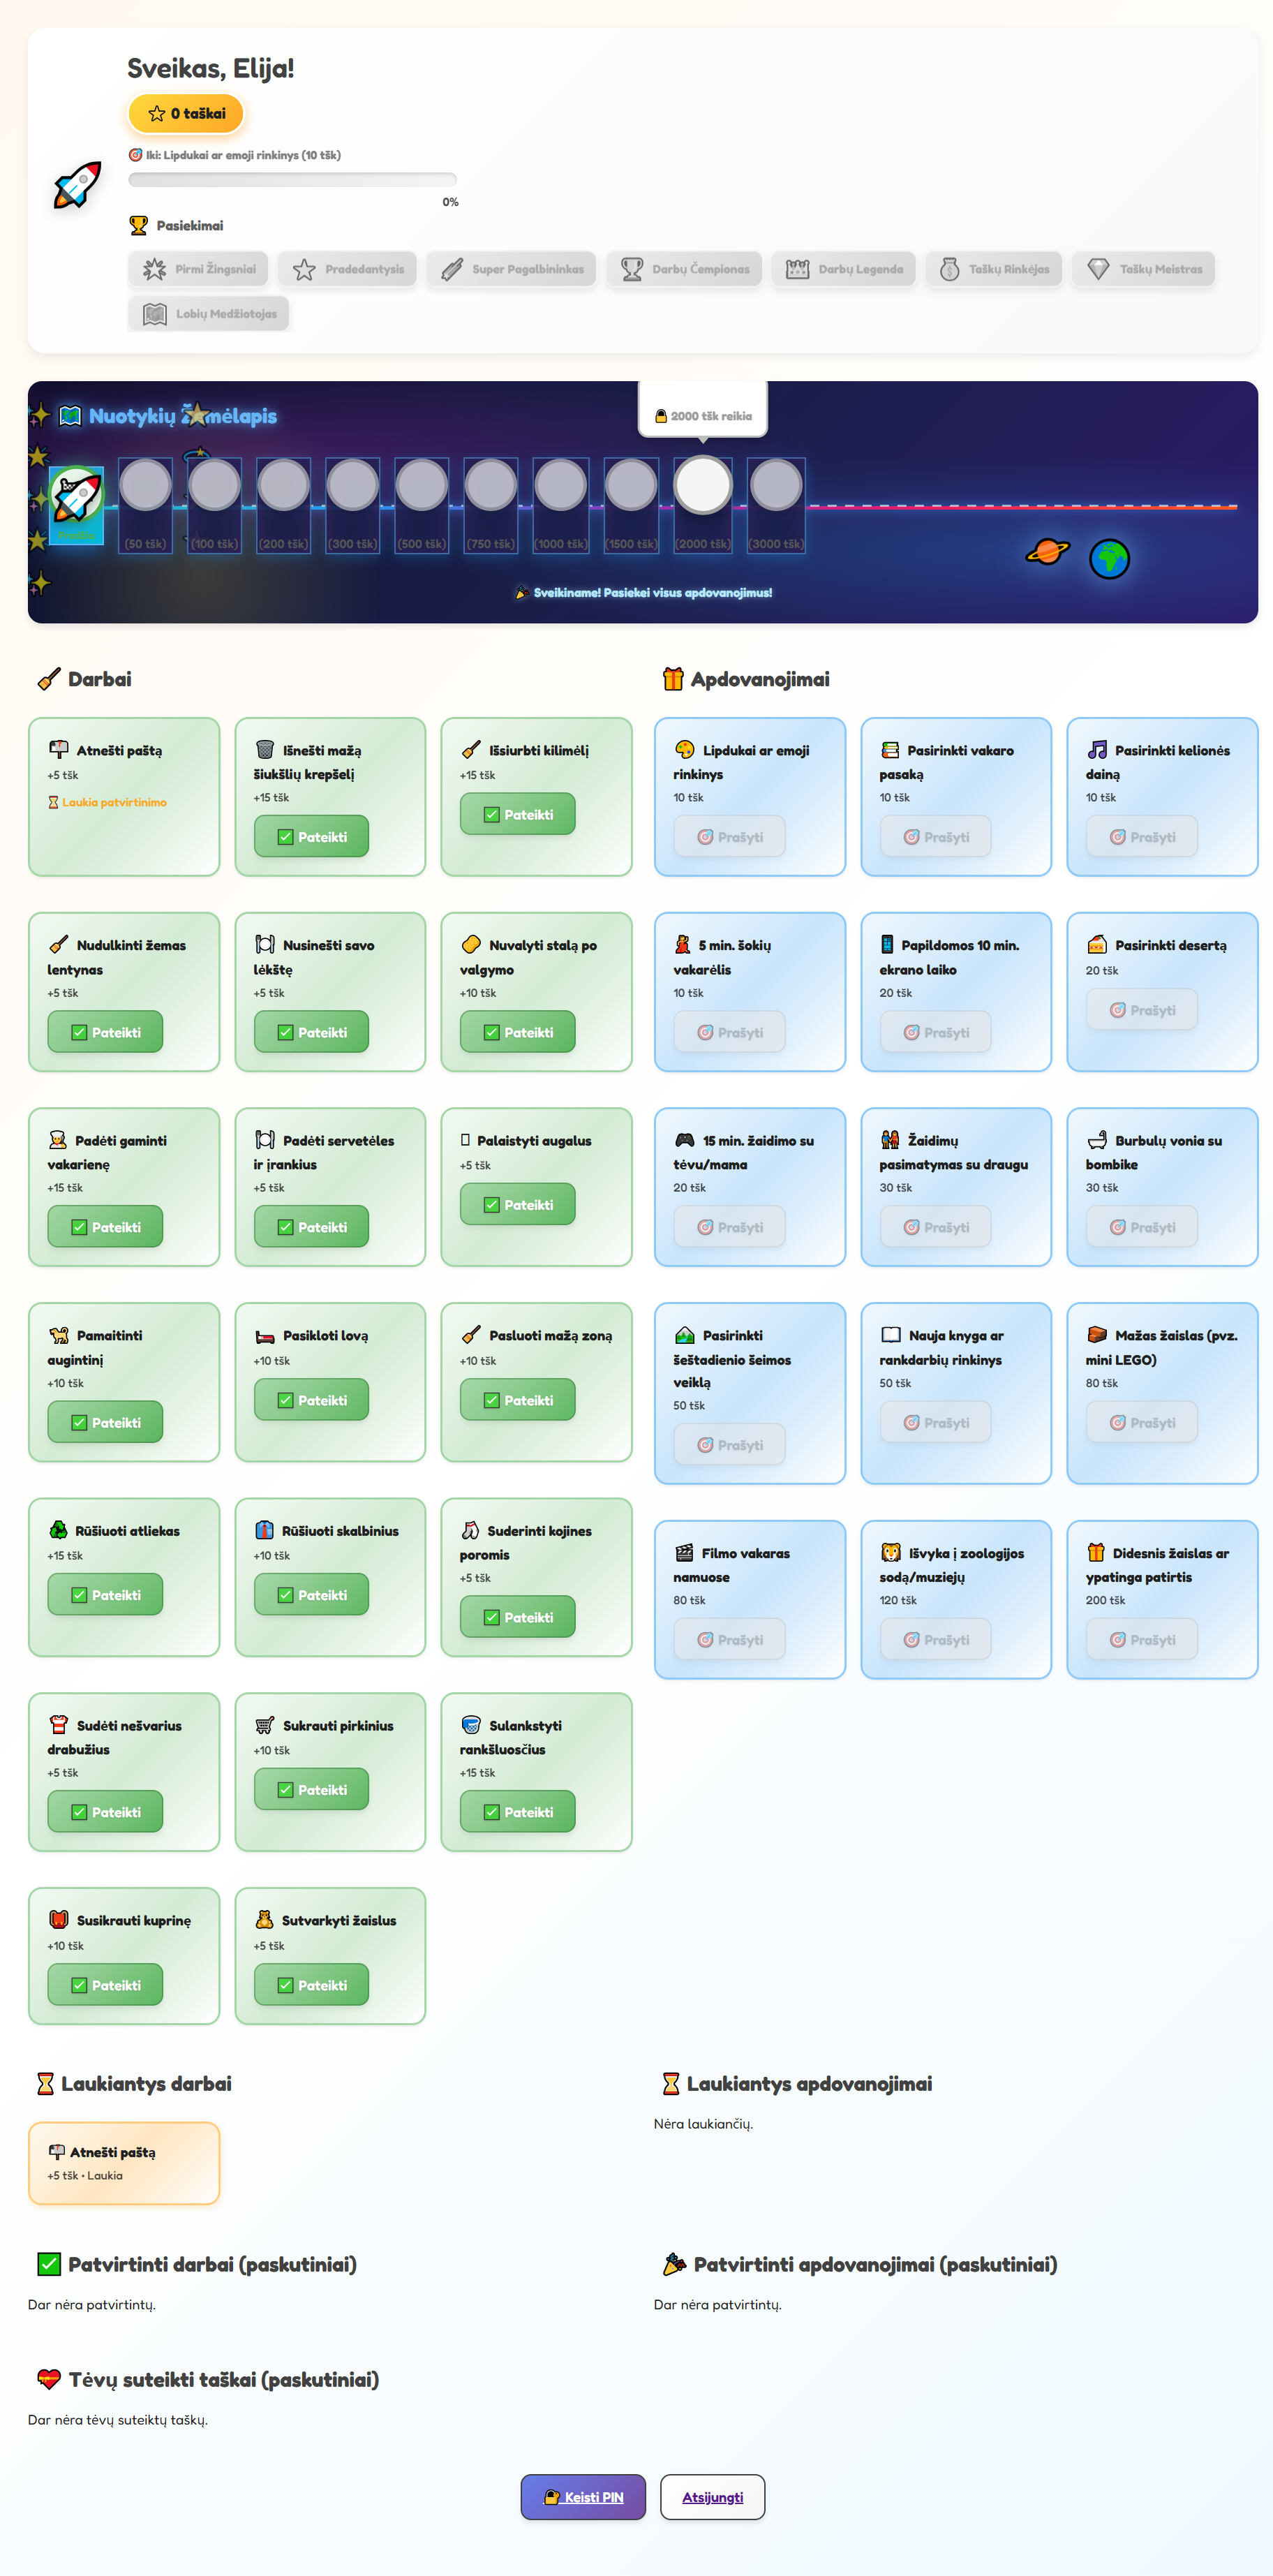 Sveikas, Elija!
0 taškai
Iki: Lipdukai ar emoji rinkinys (10 tšk)
0%
Pasiekimai
Pirmi Žingsniai
Pradedantysis
Super Pagalbininkas
Darbų Čempionas
Darbų Legenda
Taškų Rinkėjas
Taškų Meistras
Lobių Medžiotojas
Nuotykių
2000 tšk reikia
(50 tšk)
(100 tšk)
(200 tšk)
(300 tšk)
(500 tšk)
(750 tšk)
(1000 tšk)
(1500 tšk)
(2000 tšk)
(3000 tšk)
Sveikiname! Pasiekei visus apdovanojimus!
Darbai
Atnešti paštą
+5 tšk
Laukia patvirtinimo
Išnešti mažą
šiukšlių krepšelį
+15 tšk
Pateikti
Išsiurbti kilimėlį
+15 tšk
Pateikti
Nudulkinti žemas
lentynas
+5 tšk
Pateikti
Nusinešti savo
lėkštę
+5 tšk
Pateikti
Nuvalyti stalą po
valgymo
+10 tšk
Pateikti
Padėti gaminti
vakarienę
+15 tšk
Pateikti
Padėti servetėles
ir įrankius
+5 tšk
Pateikti
Palaistyti augalus
+5 tšk
Pateikti
Pamaitinti
augintinį
+10 tšk
Pateikti
Pasikloti lovą
+10 tšk
Pateikti
Pasluoti mažą zoną
+10 tšk
Pateikti
Rūšiuoti atliekas
+15 tšk
Pateikti
Rūšiuoti skalbinius
+10 tšk
Pateikti
Suderinti kojines
poromis
+5 tšk
Pateikti
Sudėti nešvarius
drabužius
+5 tšk
Pateikti
Sukrauti pirkinius
+10 tšk
Pateikti
Sulankstyti
rankšluosčius
+15 tšk
Pateikti
Susikrauti kuprinę
+10 tšk
Pateikti
Sutvarkyti žaislus
+5 tšk
Pateikti
Apdovanojimai
Lipdukai ar emoji
rinkinys
10 tšk
Prašyti
Pasirinkti vakaro
pasaką
10 tšk
Prašyti
Pasirinkti kelionės
dainą
10 tšk
Prašyti
5 min. šokių
vakarėlis
10 tšk
Prašyti
Papildomos 10 min.
ekrano laiko
20 tšk
Prašyti
Pasirinkti desertą
20 tšk
Prašyti
15 min. žaidimo su
tėvu/mama
20 tšk
Prašyti
Žaidimų
pasimatymas su draugu
30 tšk
Prašyti
Burbulų vonia su
bombike
30 tšk
Prašyti
Pasirinkti
šeštadienio šeimos
veiklą
50 tšk
Prašyti
Nauja knyga ar
rankdarbių rinkinys
50 tšk
Prašyti
Mažas žaislas (pvz.
mini LEGO)
80 tšk
Prašyti
Filmo vakaras
namuose
80 tšk
Prašyti
Išvyka į zoologijos
sodą/muziejų
120 tšk
Prašyti
Didesnis žaislas ar
ypatinga patirtis
200 tšk
Prašyti
Laukiantys darbai
Atnešti paštą
+5 tšk • Laukia
Laukiantys apdovanojimai
Nėra laukiančių.
Patvirtinti darbai (paskutiniai)
Dar nėra patvirtintų.
Patvirtinti apdovanojimai (paskutiniai)
Dar nėra patvirtintų.
Tėvų suteikti taškai (paskutiniai)
Dar nėra tėvų suteiktų taškų.
Keisti PIN
Atsijungti